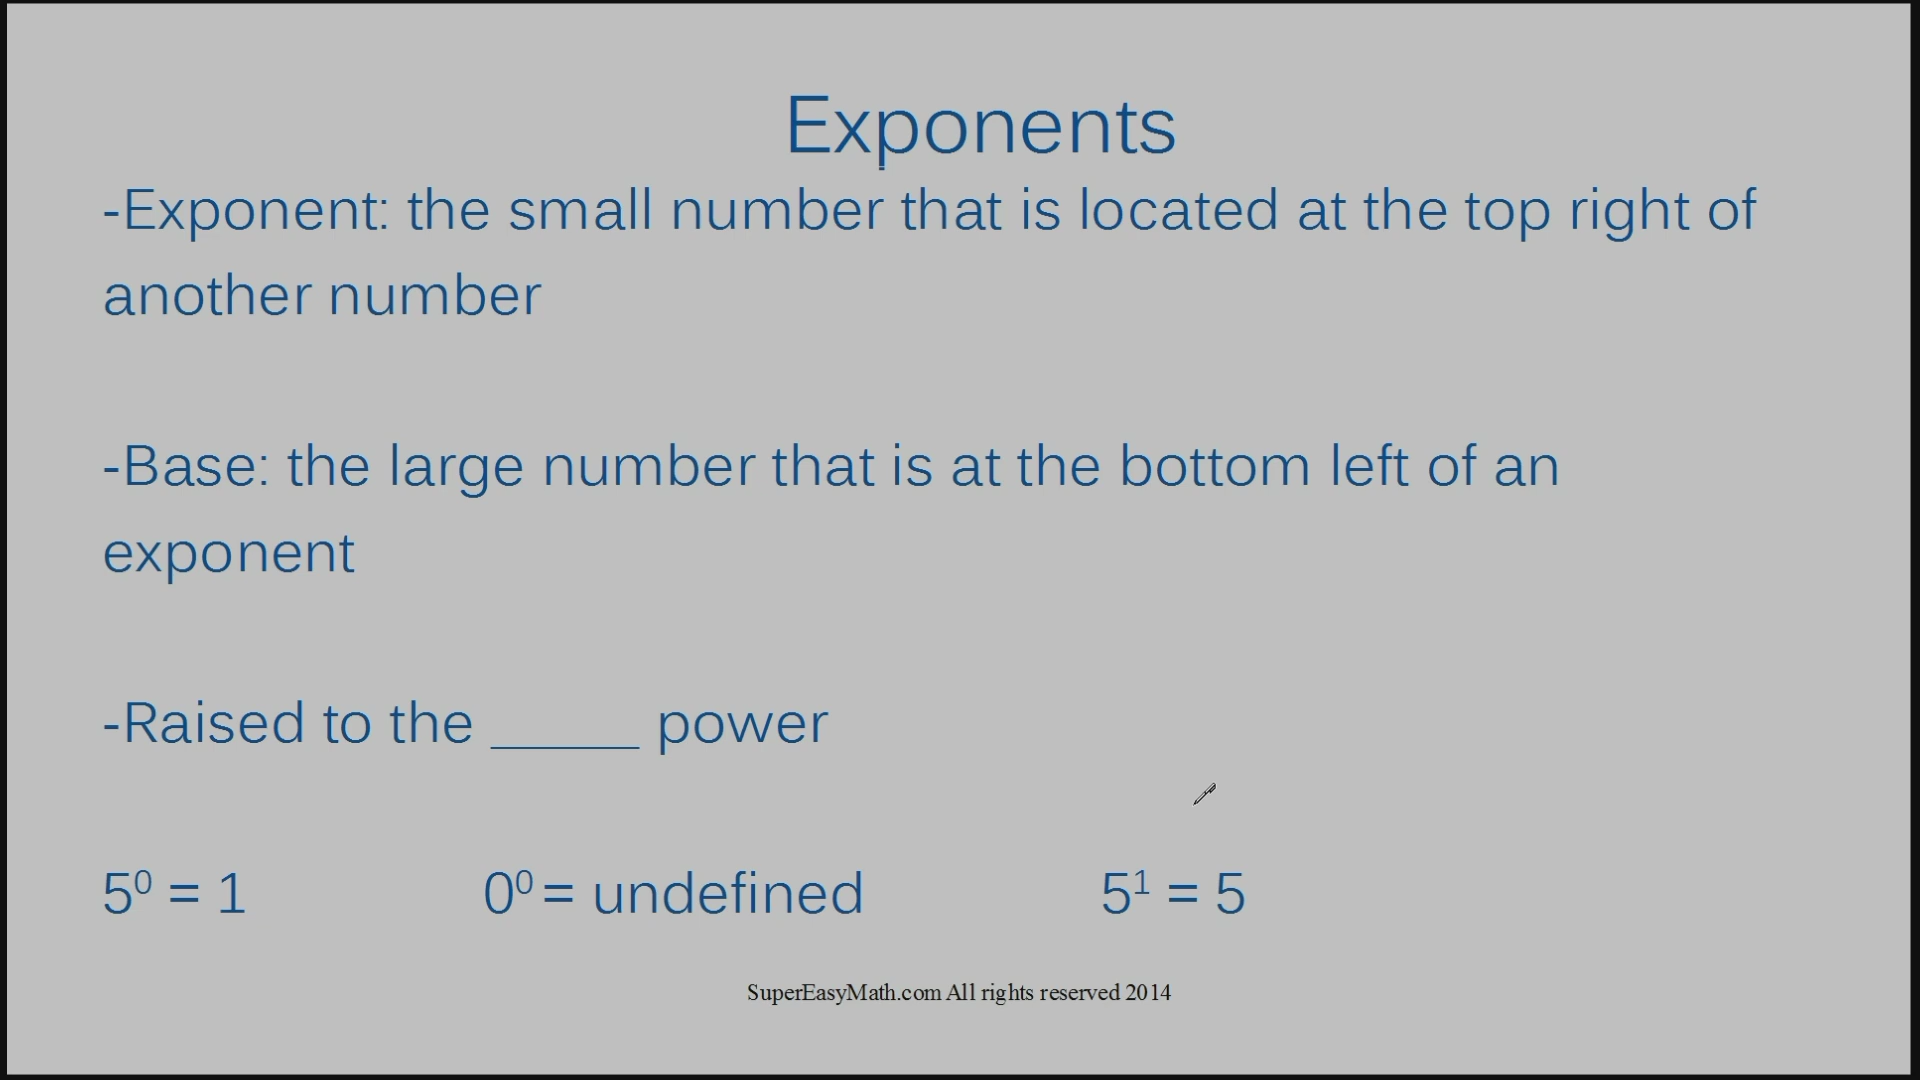 Exponents
-Exponent: the small number that is located at the top right of
another number
-Base: the large number that is at the bottom left of an
exponent
-Raised to the _____ power
5⁰ = 1 0⁰ = undefined 5¹ = 5
SuperEasyMath.com All rights reserved 2014